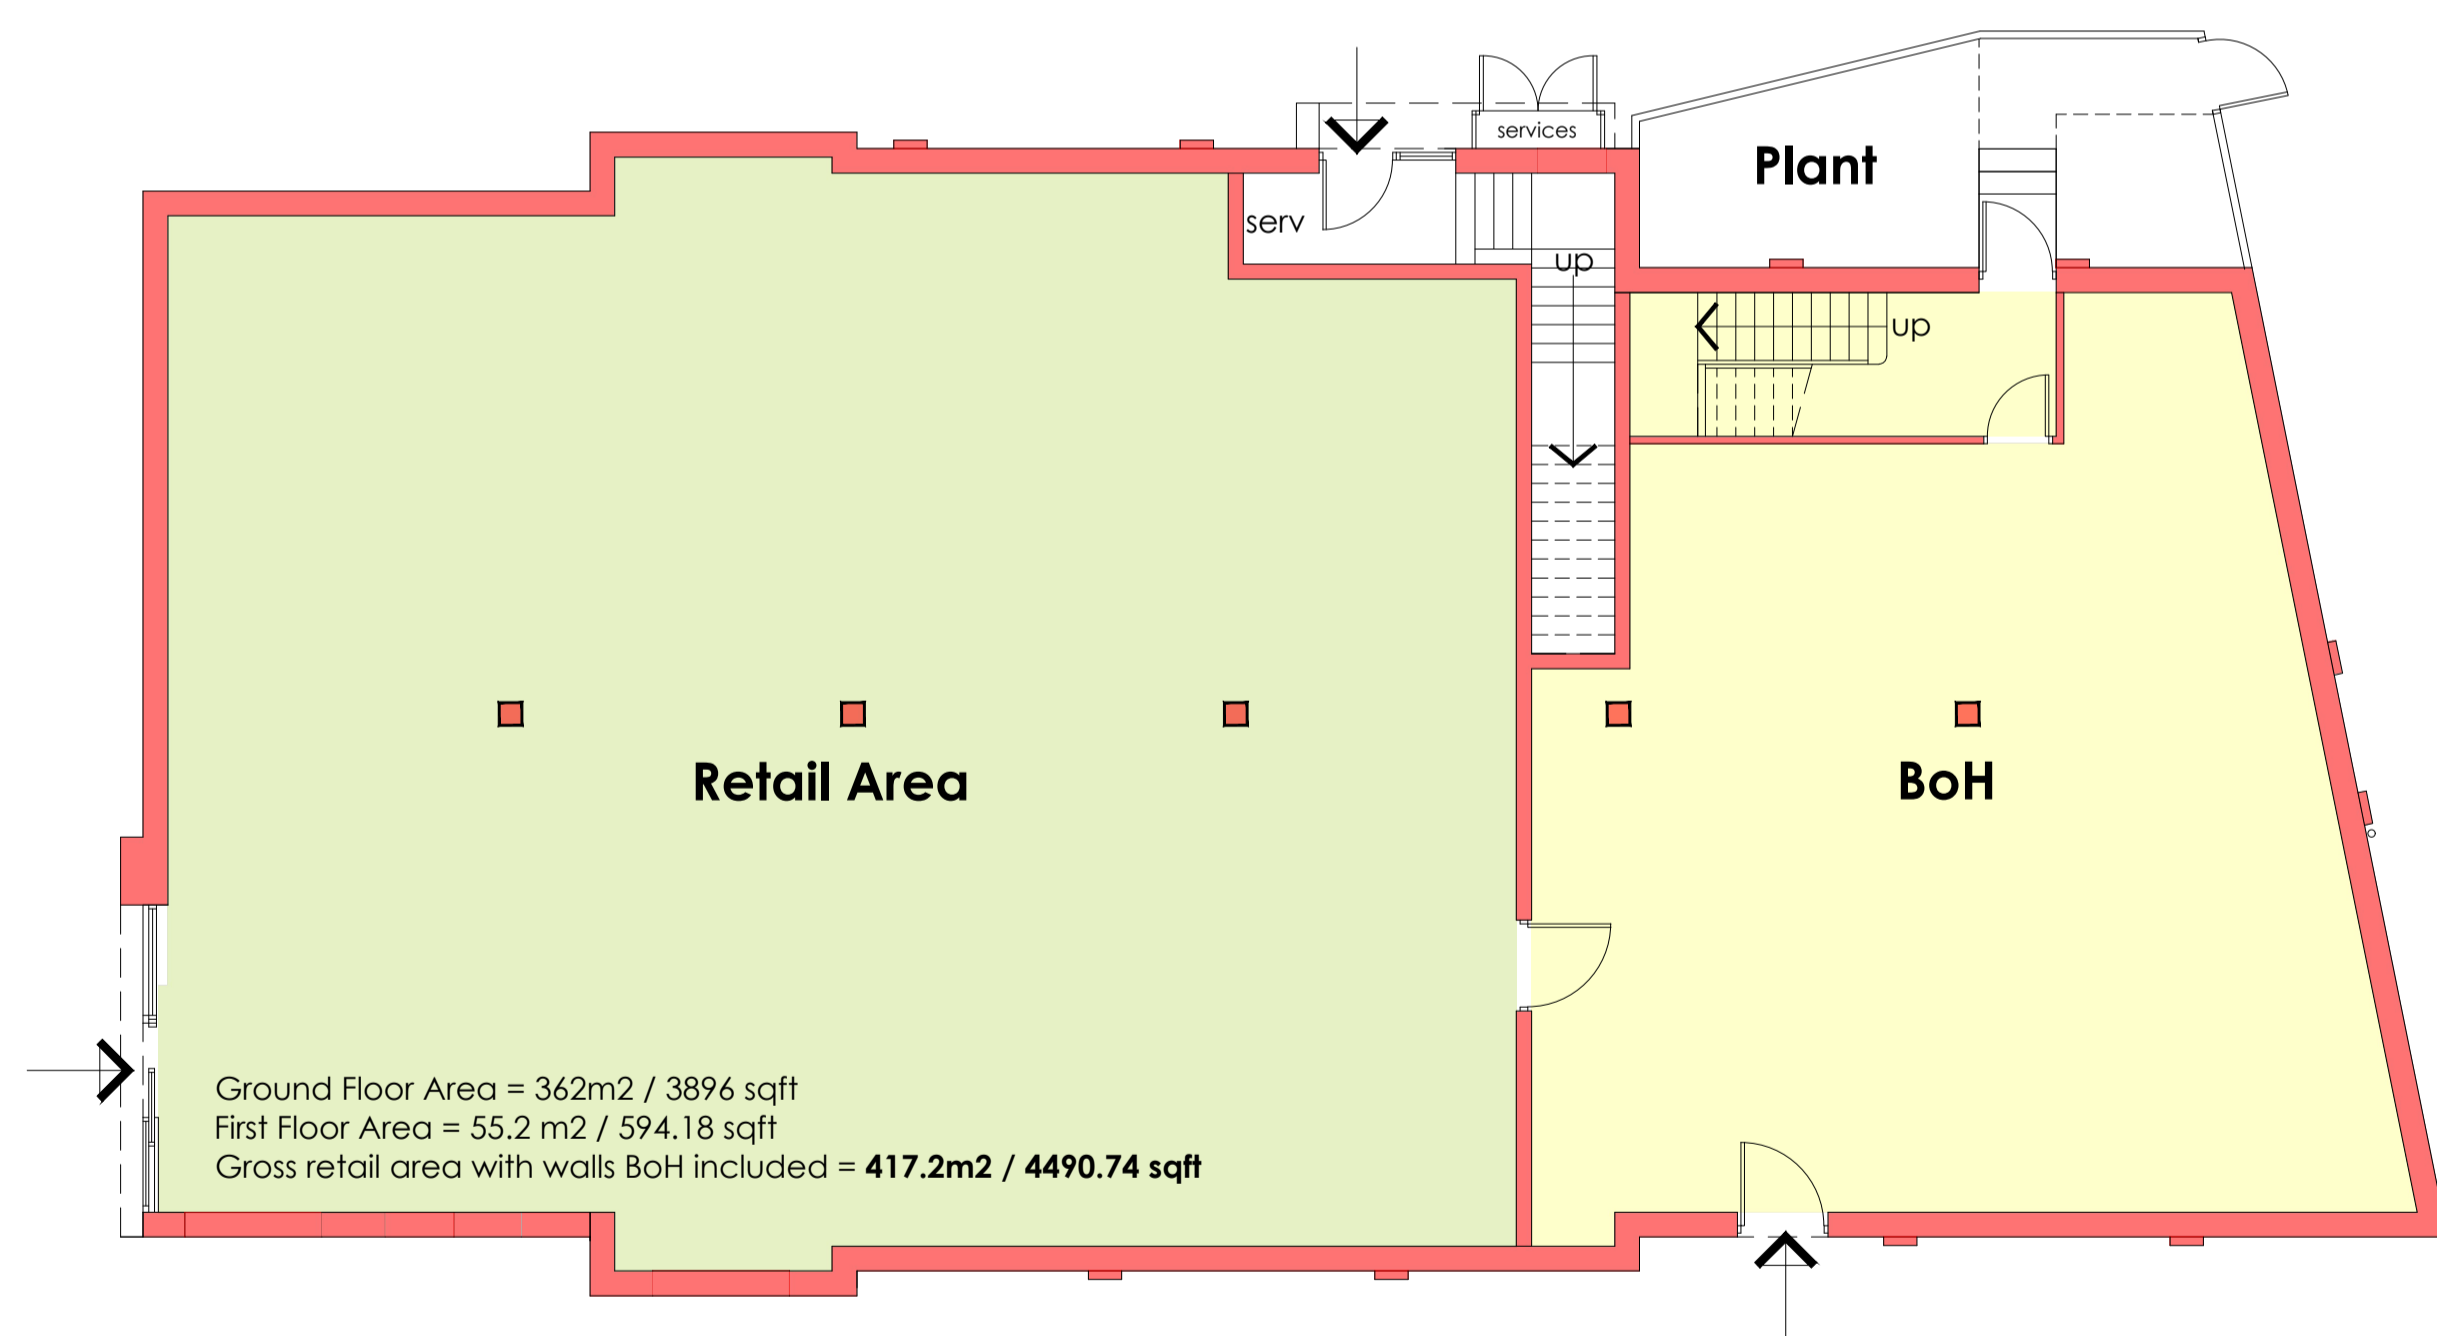 services
Plant
serv
up
up
Retail Area
BoH
Ground Floor Area = 362m2 / 3896 sqft
First Floor Area = 55.2 m2 / 594.18 sqft
Gross retail area with walls BoH included = 417.2m2 / 4490.74 sqft